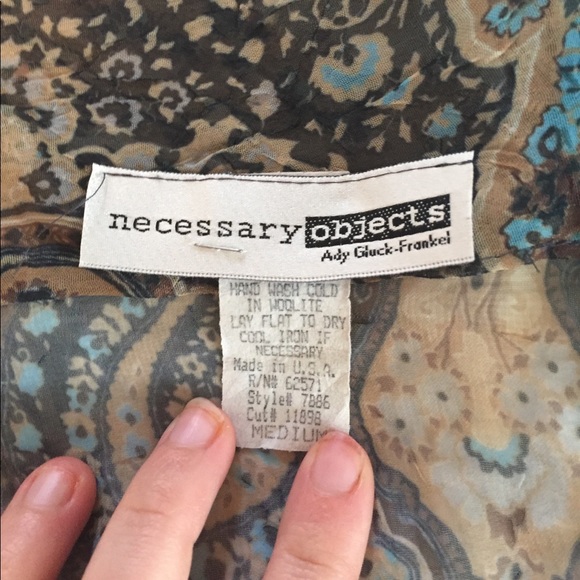 necessary objects
Ady Gluck-Frankel
HAND WASH COLD
IN WOOLITE
LAY FLAT TO DRY
COOL IRON IF
NECESSARY
Made in U.S.A.
R/N# 62571
Style# 7886
Cut# 11898
MEDIUM